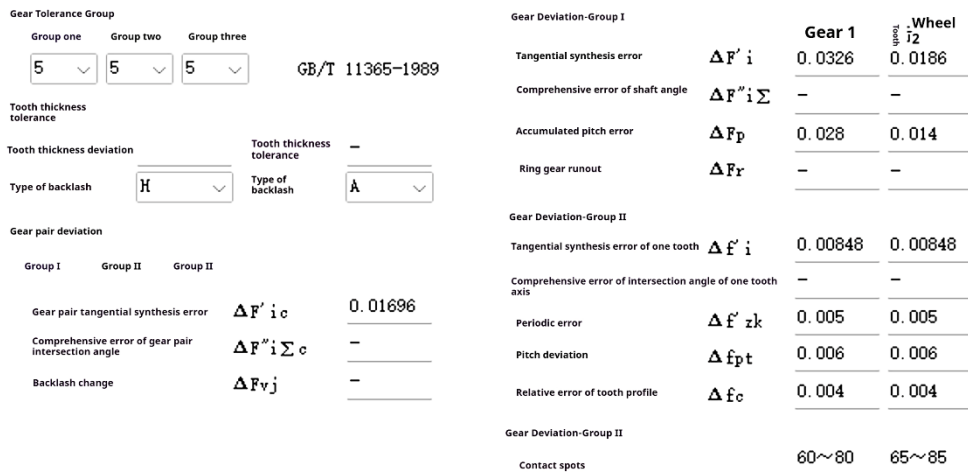 Gear Tolerance Group
Group one Group two Group three
5 5 5 GB/T 11365-1989
Tooth thickness
tolerance
Tooth thickness deviation
Tooth thickness
tolerance
-
Type of backlash H
Type of
backlash
A
Gear pair deviation
Group I Group II Group II
Gear pair tangential synthesis error ΔF′ic 0.01696
Comprehensive error of gear pair
intersection angle
ΔF″i∑c -
Backlash change ΔFvj -
Gear Deviation-Group I
Gear 1
Tooth
Wheel
j2
Tangential synthesis error ΔF′i 0.0326 0.0186
Comprehensive error of shaft angle ΔF″i∑ - -
Accumulated pitch error ΔFp 0.028 0.014
Ring gear runout ΔFr - -
Gear Deviation-Group II
Tangential synthesis error of one tooth Δf′i 0.00848 0.00848
Comprehensive error of intersection angle of one tooth
axis
- -
Periodic error Δf′zk 0.005 0.005
Pitch deviation Δfpt 0.006 0.006
Relative error of tooth profile Δfc 0.004 0.004
Gear Deviation-Group II
Contact spots 60~80 65~85